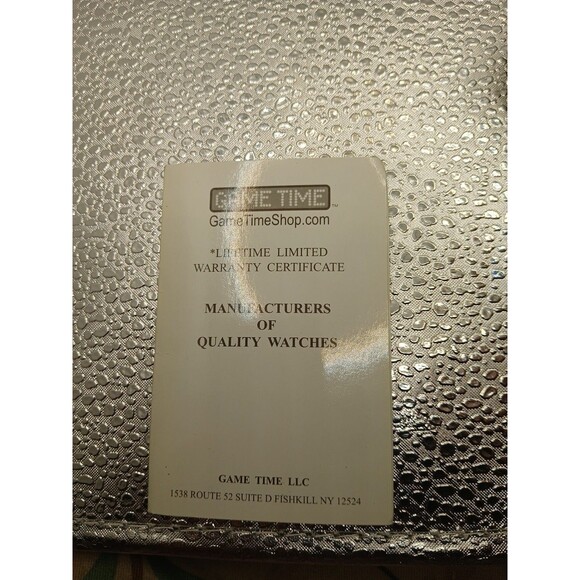 GAME TIME
GameTimeShop.com
*LIFETIME LIMITED
WARRANTY CERTIFICATE
MANUFACTURERS
OF
QUALITY WATCHES
GAME TIME LLC
1538 ROUTE 52 SUITE D FISHKILL NY 12524